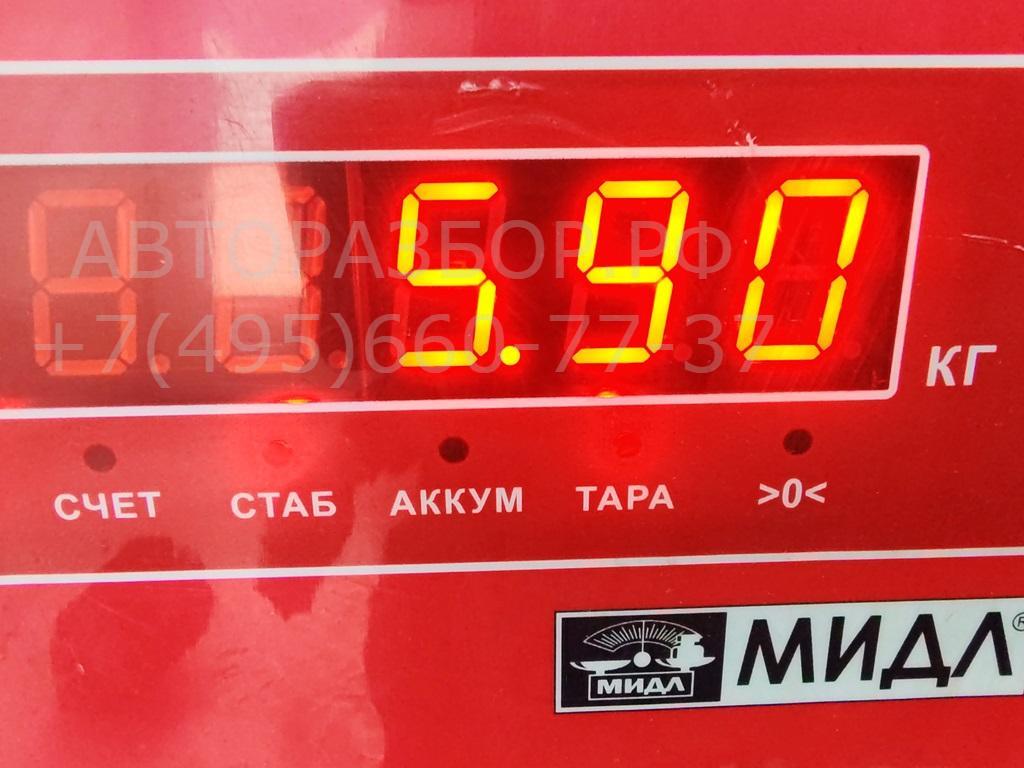 5.90
АВТОРАЗБОР.РФ
+7(495)660-77-37
КГ
СЧЕТ СТАБ АККУМ ТАРА >0<
МИДЛ МИДЛ®